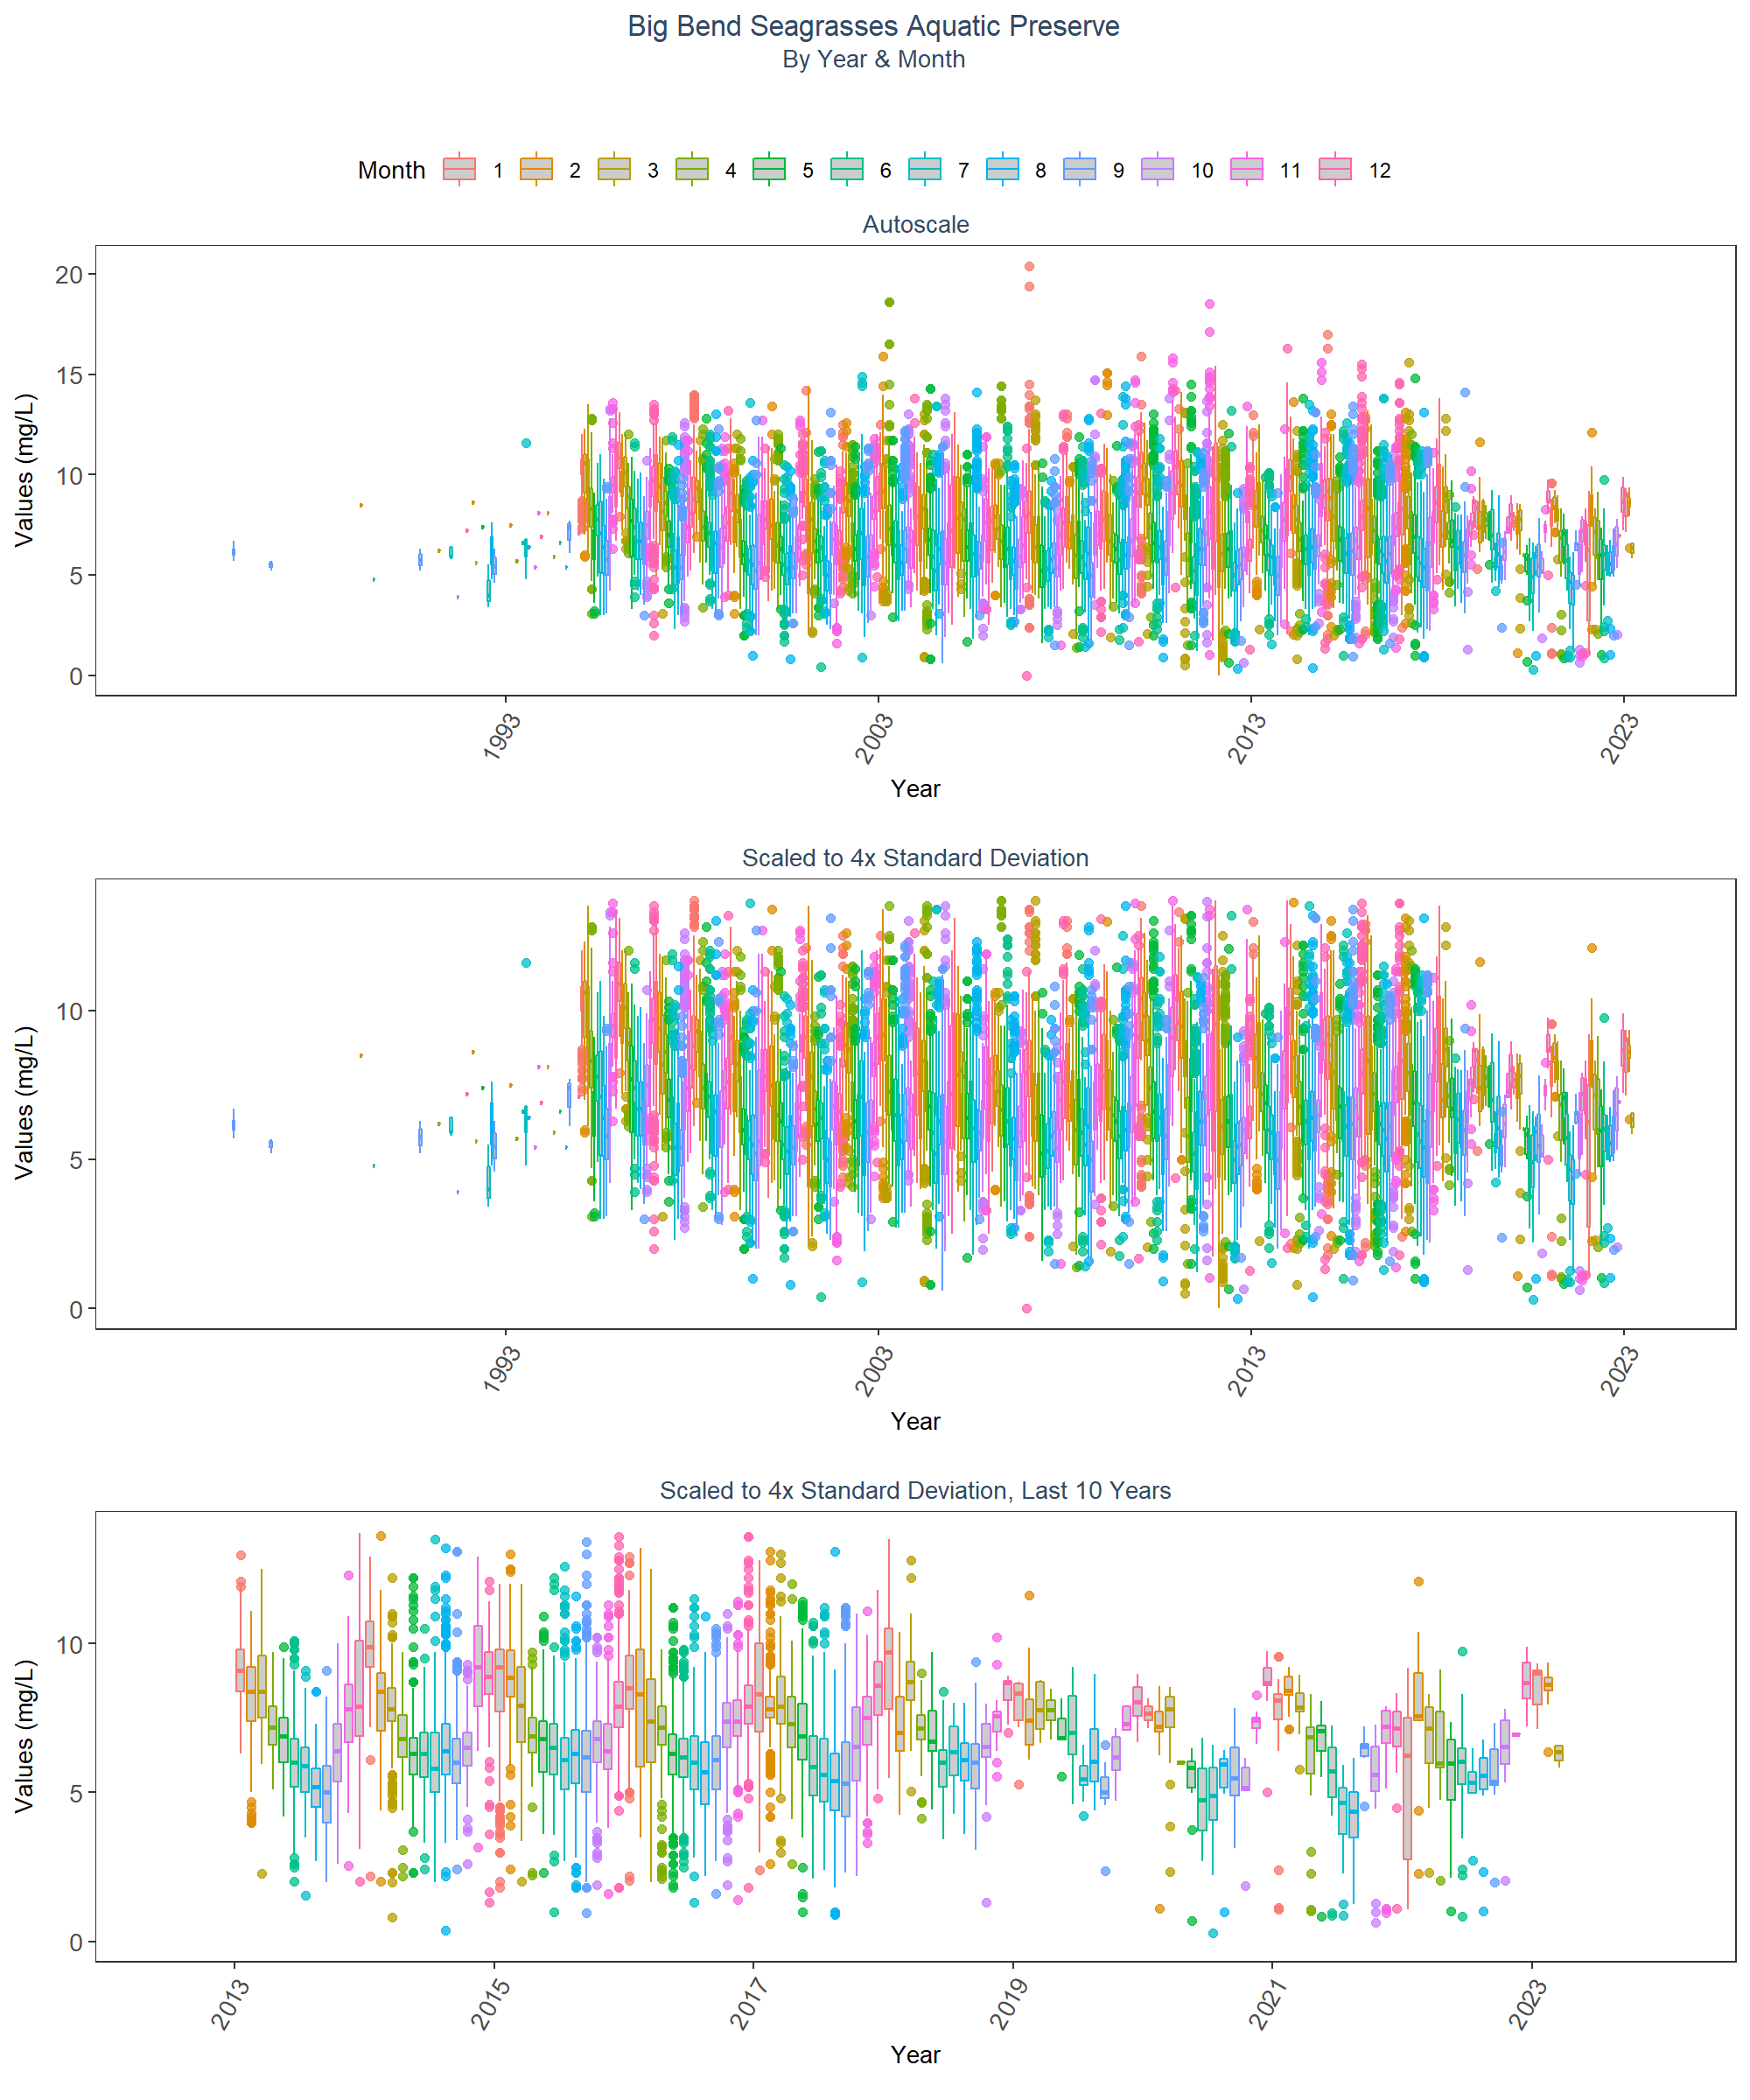 Big Bend Seagrasses Aquatic Preserve
By Year & Month
Month 1 2 3 4 5 6 7 8 9 10 11 12
Autoscale
Values (mg/L)
20
15
10
5
0
1993 2003 2013 2023
Year
Scaled to 4x Standard Deviation
Values (mg/L)
10
5
0
1993 2003 2013 2023
Year
Scaled to 4x Standard Deviation, Last 10 Years
Values (mg/L)
10
5
0
2013 2015 2017 2019 2021 2023
Year